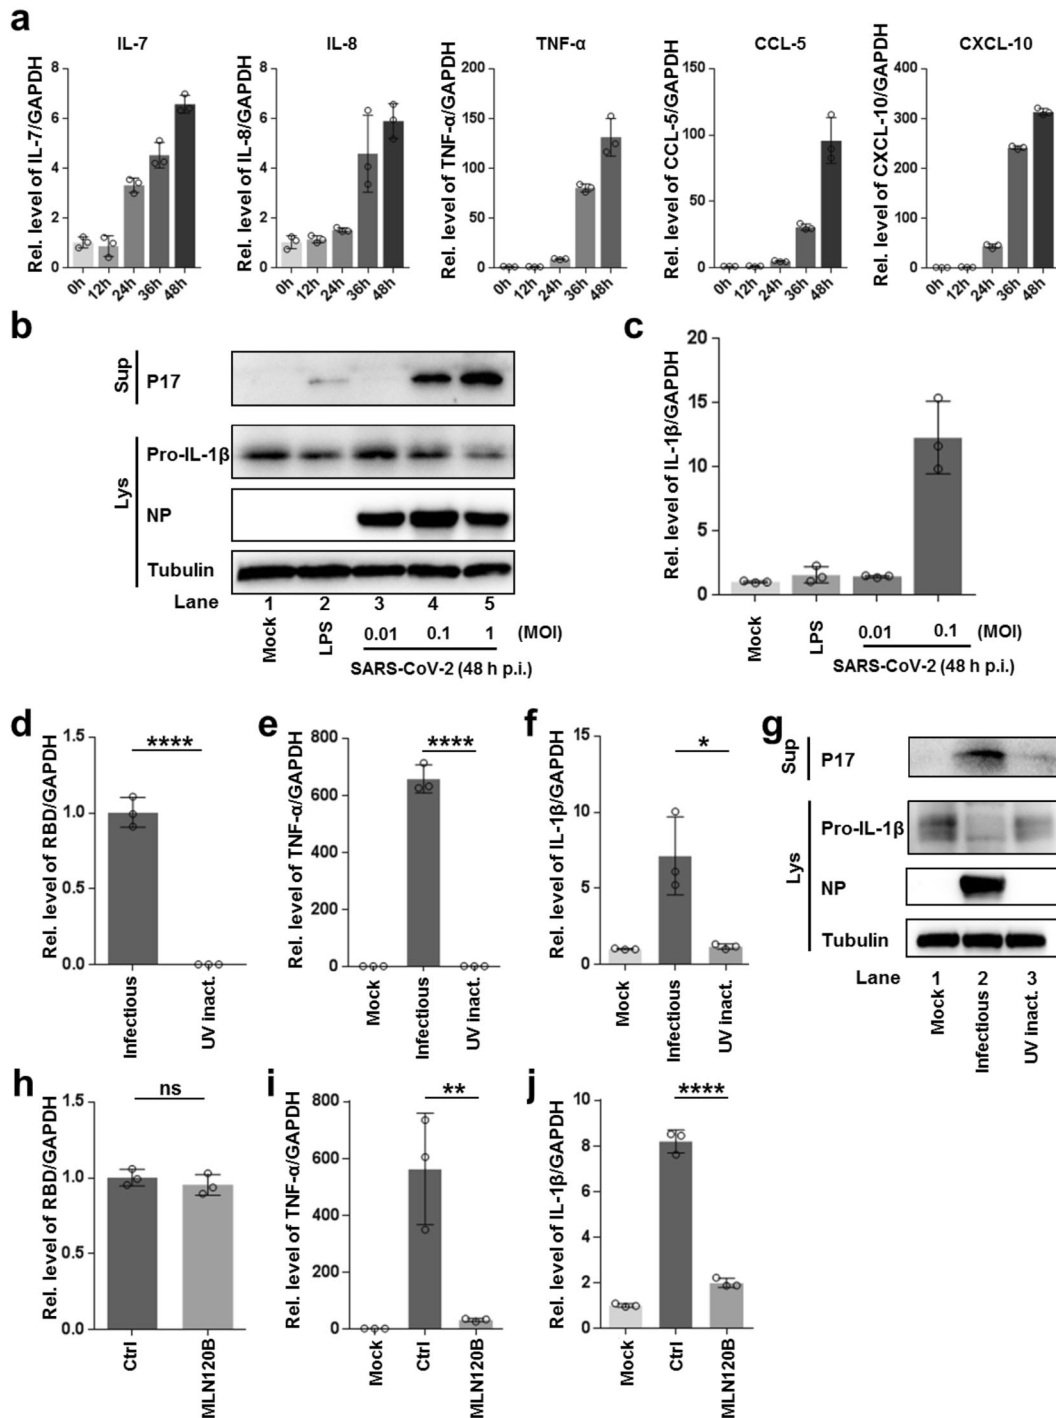 a
IL-7
IL-8
TNF-α
CCL-5
CXCL-10
Rel. level of IL-7/GAPDH
8
6
4
2
0
0h 12h 24h 36h 48h
Rel. level of IL-8/GAPDH
8
6
4
2
0
0h 12h 24h 36h 48h
Rel. level of TNF-α/GAPDH
200
150
100
50
0
0h 12h 24h 36h 48h
Rel. level of CCL-5/GAPDH
150
100
50
0
0h 12h 24h 36h 48h
Rel. level of CXCL-10/GAPDH
400
300
200
100
0
0h 12h 24h 36h 48h
b
Sup
P17
Lys
Pro-IL-1β
NP
Tubulin
Lane 1 2 3 4 5
Mock LPS 0.01 0.1 1 (MOI)
SARS-CoV-2 (48 h p.i.)
c
Rel. level of IL-1β/GAPDH
20
15
10
5
0
Mock LPS 0.01 0.1 (MOI)
SARS-CoV-2 (48 h p.i.)
d
Rel. level of RBD/GAPDH
1.5
1.0
0.5
0.0
****
Infectious UV inact.
e
Rel. level of TNF-α/GAPDH
800
600
400
200
0
****
Mock Infectious UV inact.
f
Rel. level of IL-1β/GAPDH
15
10
5
0
*
Mock Infectious UV inact.
g
Sup
P17
Lys
Pro-IL-1β
NP
Tubulin
Lane 1 2 3
Mock Infectious UV inact.
h
Rel. level of RBD/GAPDH
1.5
1.0
0.5
0.0
ns
Ctrl MLN120B
i
Rel. level of TNF-α/GAPDH
800
600
400
200
0
**
Mock Ctrl MLN120B
j
Rel. level of IL-1β/GAPDH
10
8
6
4
2
0
****
Mock Ctrl MLN120B